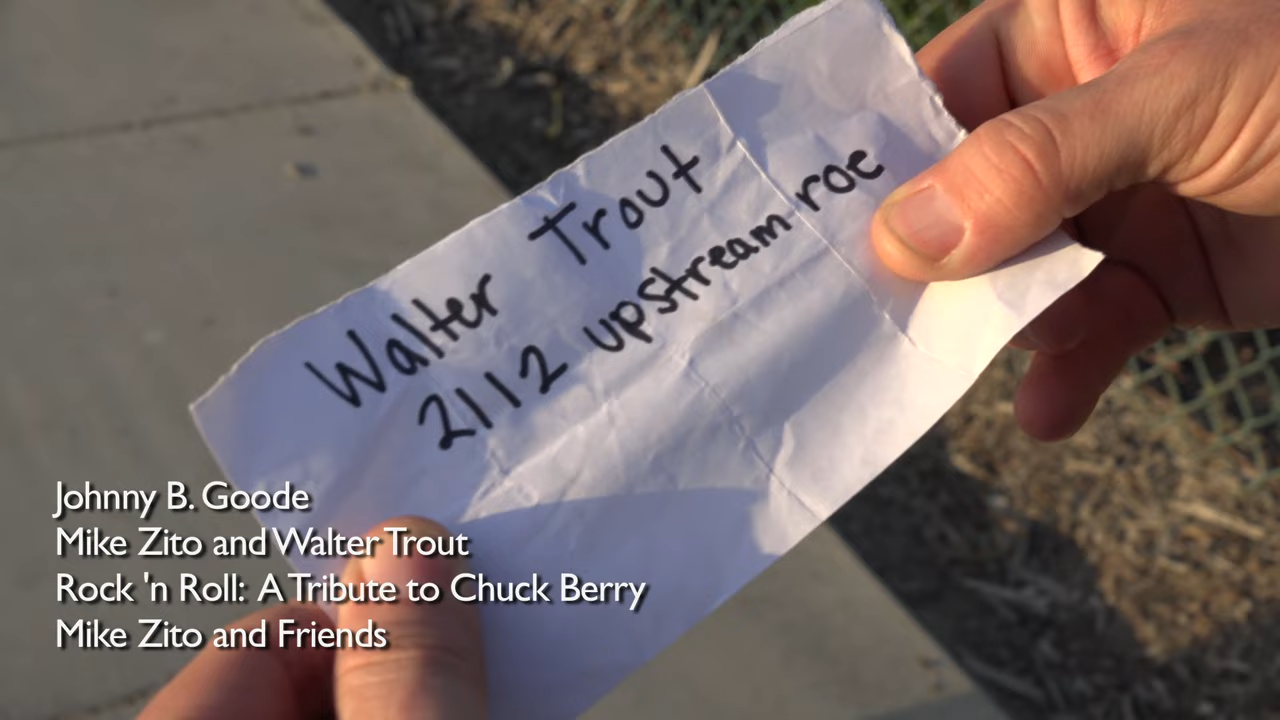 Walter Trout
2112 upstream roc
Johnny B. Goode
Mike Zito and Walter Trout
Rock 'n Roll: A Tribute to Chuck Berry
Mike Zito and Friends